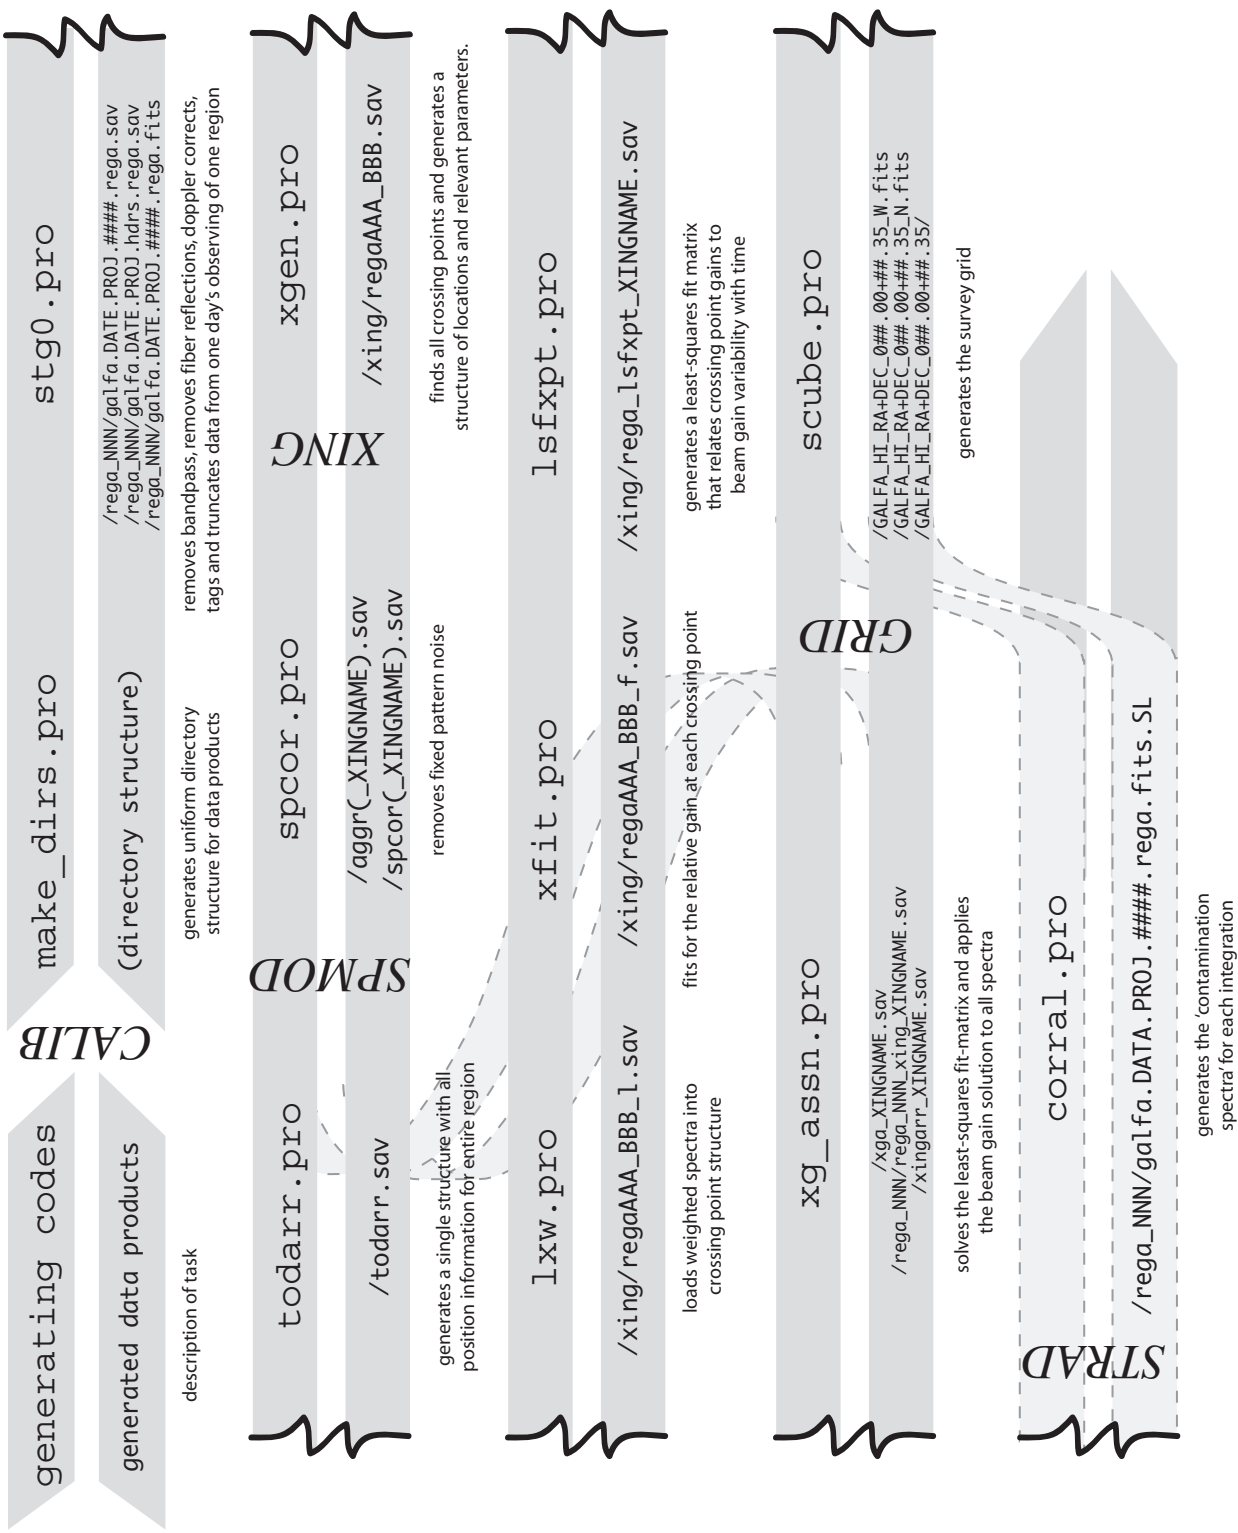 generating codes
generated data products
description of task
CALIB
make_dirs.pro
(directory structure)
generates uniform directory
structure for data products
stg0.pro
/rega_NNN/galfa.DATE.PROJ.####.rega.sav
/rega_NNN/galfa.DATE.PROJ.hdrs.rega.sav
/rega_NNN/galfa.DATE.PROJ.####.rega.fits
removes bandpass, removes fiber reflections, doppler corrects,
tags and truncates data from one day's observing of one region
todarr.pro
/todarr.sav
generates a single structure with all
position information for entire region
SPMOD
spcor.pro
/aggr(_XINGNAME).sav
/spcor(_XINGNAME).sav
removes fixed pattern noise
XING
xgen.pro
/xing/regaAAA_BBB.sav
finds all crossing points and generates a
structure of locations and relevant parameters.
lxw.pro
/xing/regaAAA_BBB_l.sav
loads weighted spectra into
crossing point structure
xfit.pro
/xing/regaAAA_BBB_f.sav
fits for the relative gain at each crossing point
lsfxpt.pro
/xing/rega_lsfxpt_XINGNAME.sav
generates a least-squares fit matrix
that relates crossing point gains to
beam gain variability with time
xg_assn.pro
/xga_XINGNAME.sav
/rega_NNN/rega_NNN_xing_XINGNAME.sav
/xingarr_XINGNAME.sav
solves the least-squares fit-matrix and applies
the beam gain solution to all spectra
GRID
scube.pro
/GALFA_HI_RA+DEC_0##.00+##.35_W.fits
/GALFA_HI_RA+DEC_0##.00+##.35_N.fits
/GALFA_HI_RA+DEC_0##.00+##.35/
generates the survey grid
STRAD
corral.pro
/rega_NNN/galfa.DATA.PROJ.####.rega.fits.SL
generates the 'contamination
spectra' for each integration